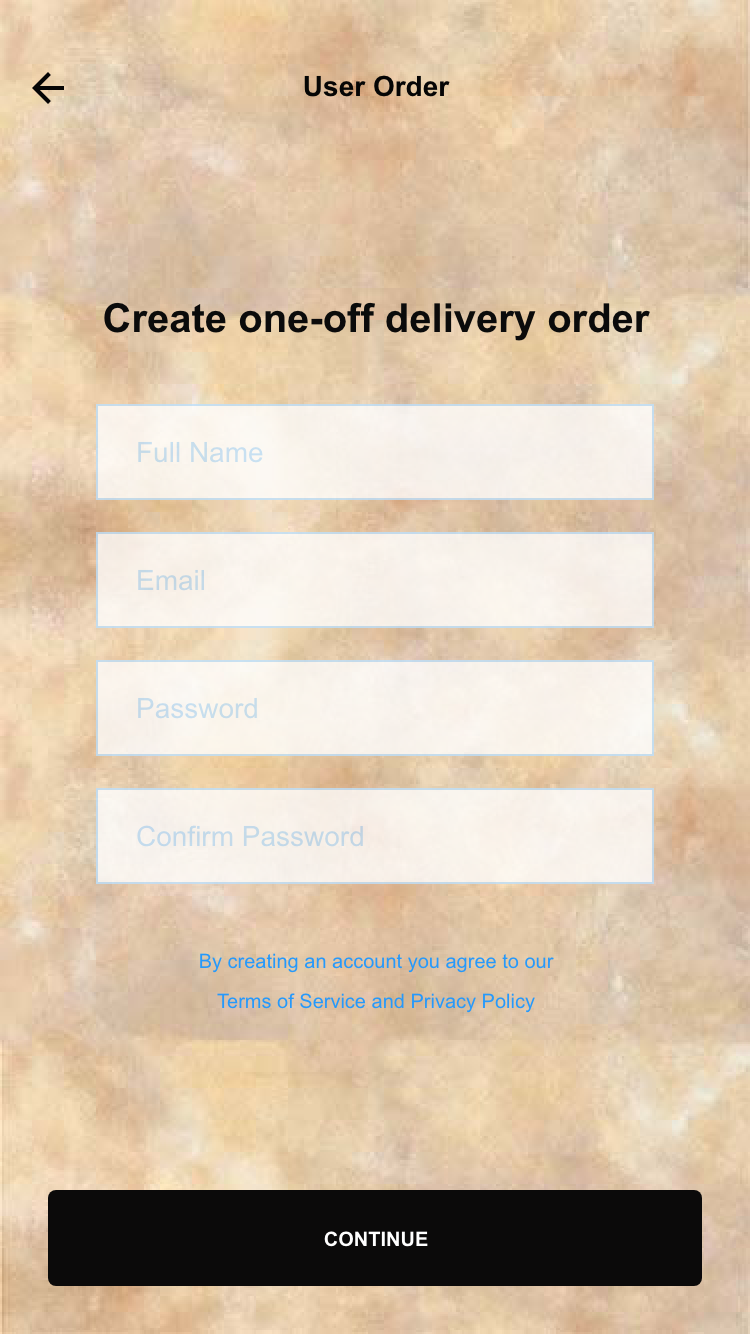 User Order
Create one-off delivery order
Full Name
Email
Password
Confirm Password
By creating an account you agree to our
Terms of Service and Privacy Policy
CONTINUE